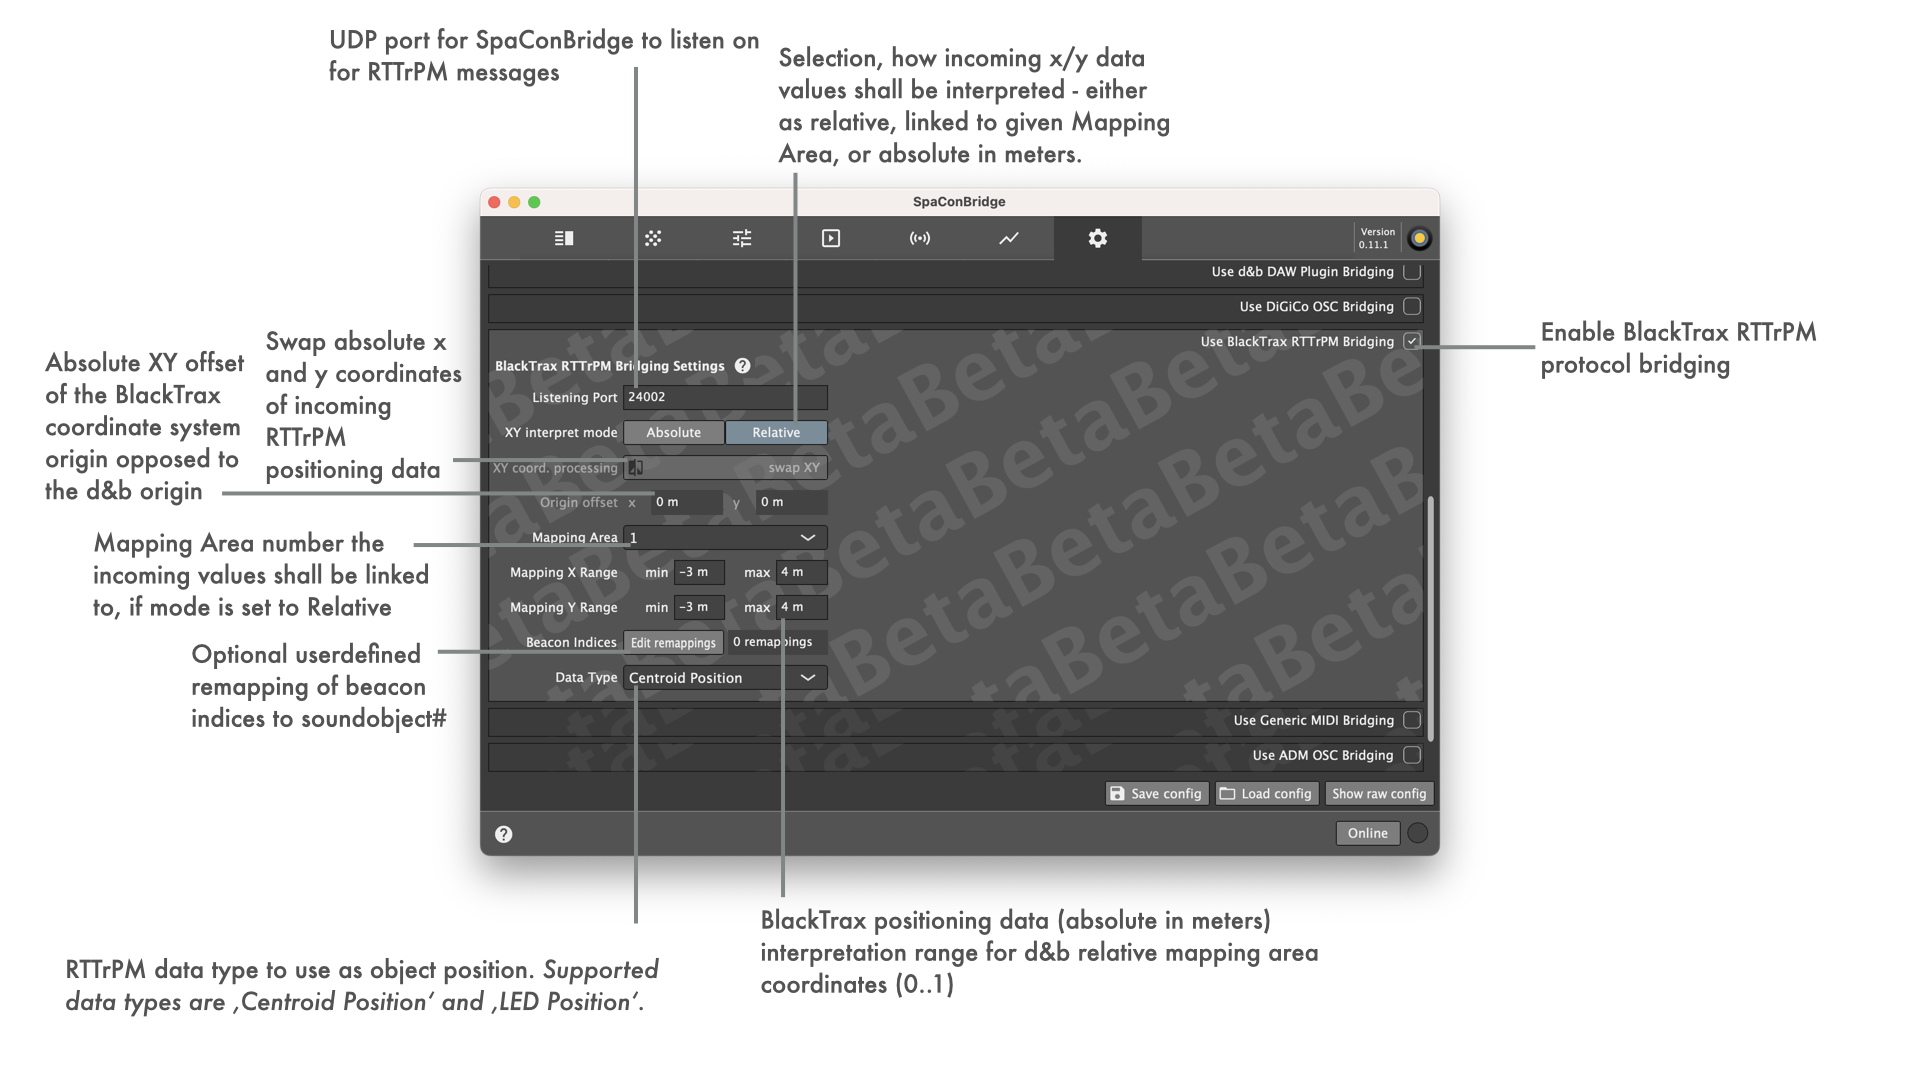 UDP port for SpaConBridge to listen on
for RTTrPM messages
Selection, how incoming x/y data
values shall be interpreted - either
as relative, linked to given Mapping
Area, or absolute in meters.
SpaConBridge
Version
0.11.1
Use d&b DAW Plugin Bridging
Use DiGiCo OSC Bridging
Use BlackTrax RTTrPM Bridging
Enable BlackTrax RTTrPM
protocol bridging
Swap absolute x
and y coordinates
of incoming
RTTrPM
positioning data
Absolute XY offset
of the BlackTrax
coordinate system
origin opposed to
the d&b origin
BlackTrax RTTrPM Bridging Settings
Listening Port 24002
XY interpret mode Absolute Relative
XY coord. processing swap XY
Origin offset x 0 m y 0 m
Mapping Area 1
Mapping X Range min -3 m max 4 m
Mapping Y Range min -3 m max 4 m
Beacon Indices Edit remappings 0 remappings
Data Type Centroid Position
BetaBetaBetaBeta
Mapping Area number the
incoming values shall be linked
to, if mode is set to Relative
Optional userdefined
remapping of beacon
indices to soundobject#
Use Generic MIDI Bridging
Use ADM OSC Bridging
Save config Load config Show raw config
Online
BlackTrax positioning data (absolute in meters)
interpretation range for d&b relative mapping area
coordinates (0..1)
RTTrPM data type to use as object position. Supported
data types are ‚Centroid Position‘ and ‚LED Position‘.